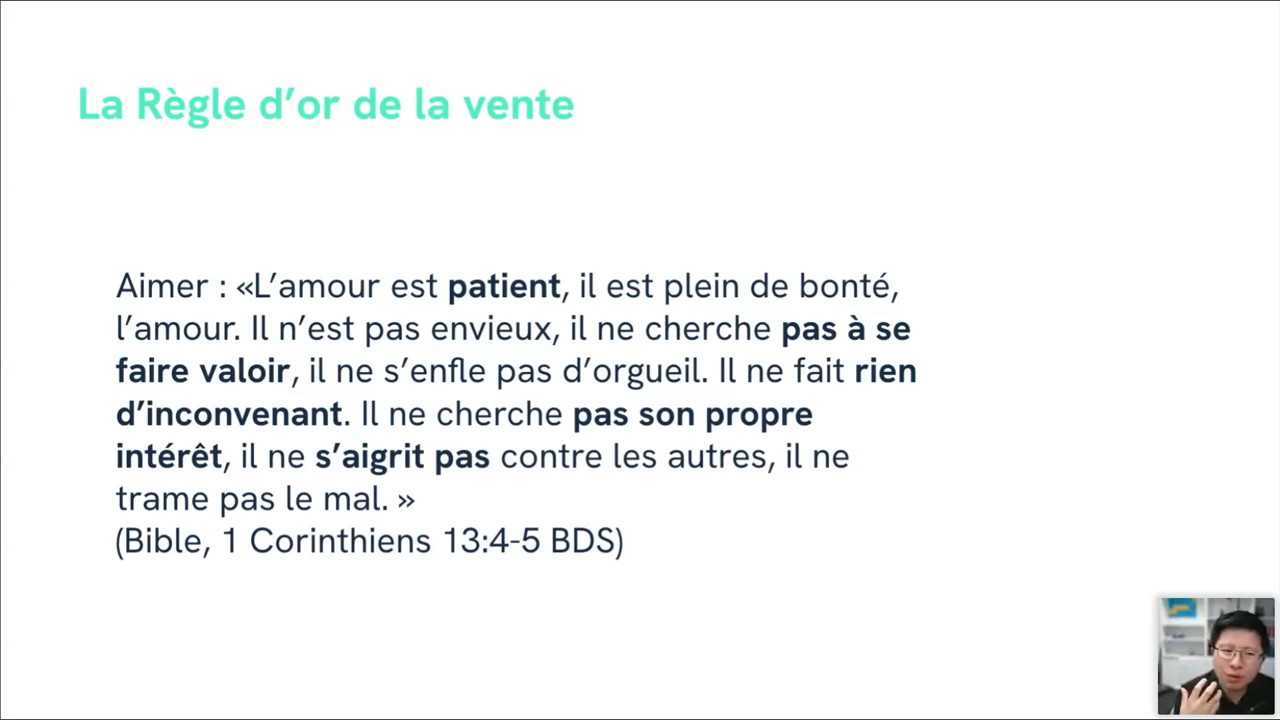 La Règle d’or de la vente
Aimer : «L’amour est patient, il est plein de bonté,
l’amour. Il n’est pas envieux, il ne cherche pas à se
faire valoir, il ne s’enfle pas d’orgueil. Il ne fait rien
d’inconvenant. Il ne cherche pas son propre
intérêt, il ne s’aigrit pas contre les autres, il ne
trame pas le mal. »
(Bible, 1 Corinthiens 13:4-5 BDS)